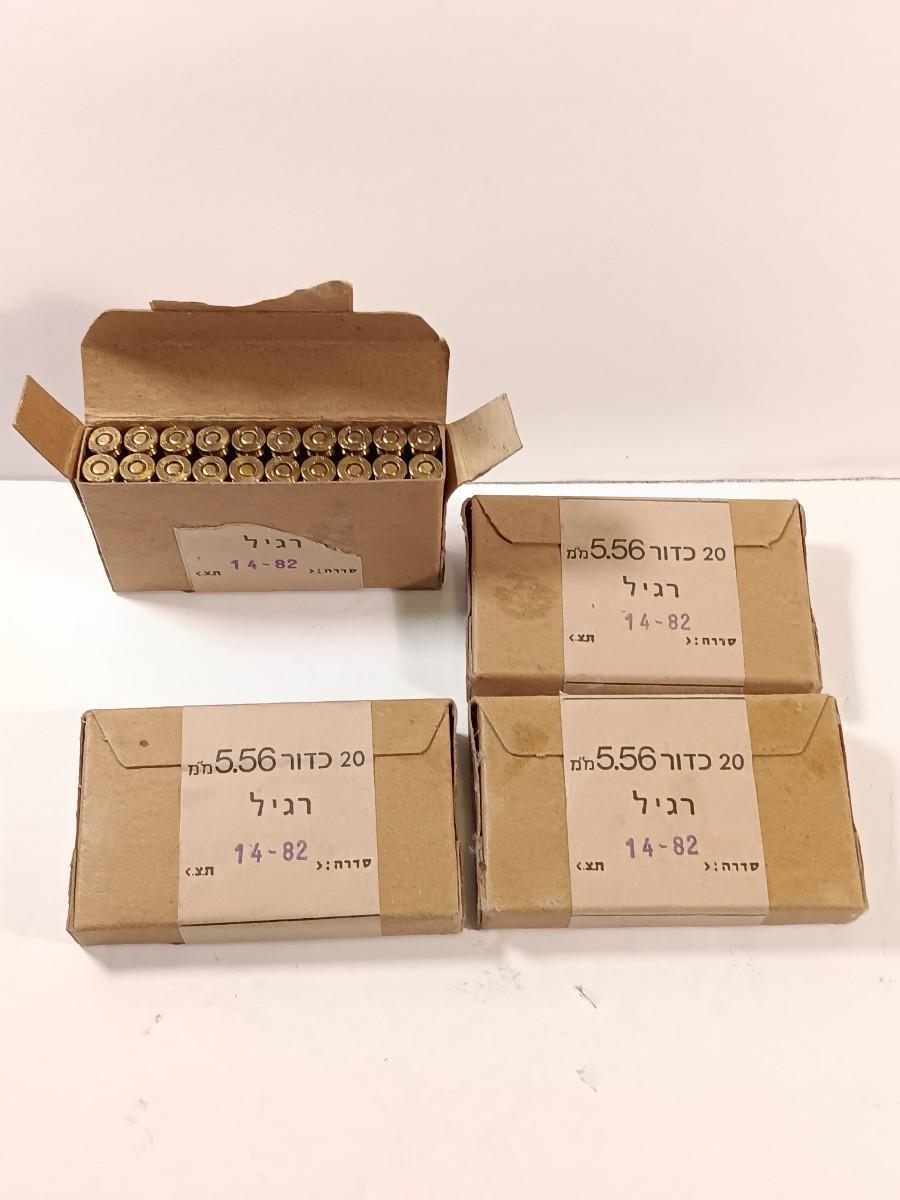 רגיל
14-82
סדרה:< ת.צ.>
20 כדור 5.56 מ"מ
רגיל
14-82
סדרה:< ת.צ.>
20 כדור 5.56 מ"מ
רגיל
14-82
סדרה:< ת.צ.>
20 כדור 5.56 מ"מ
רגיל
14-82
סדרה:< ת.צ.>